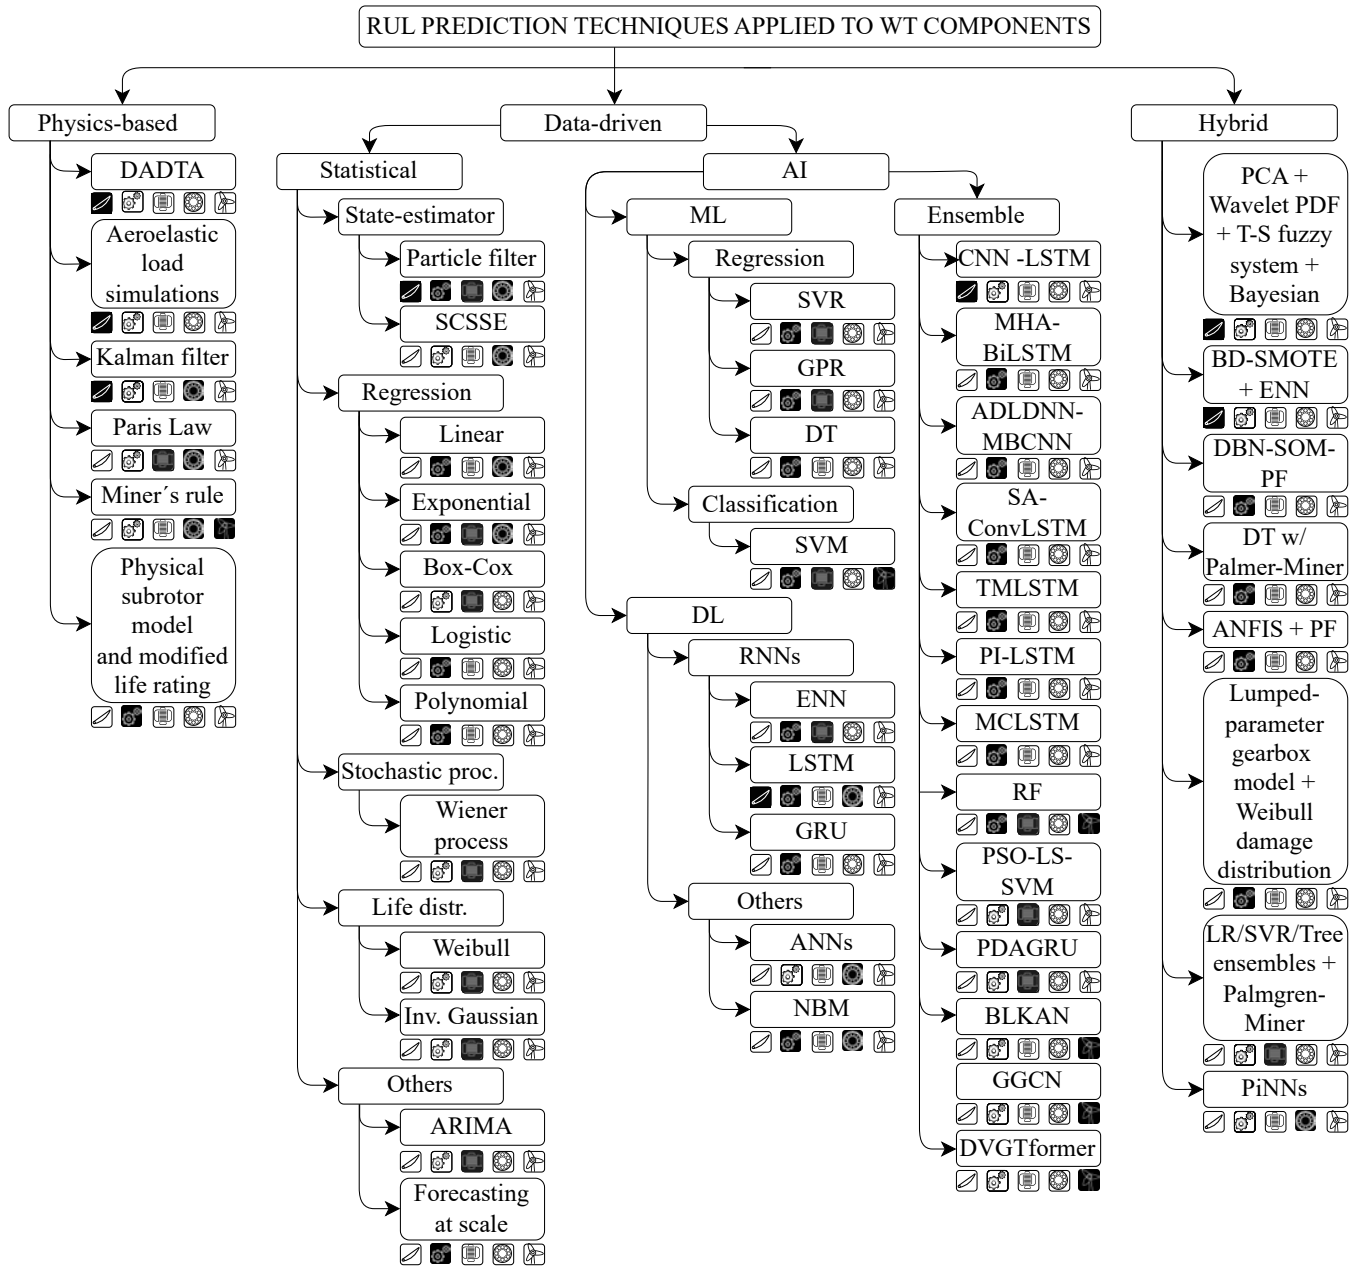 RUL PREDICTION TECHNIQUES APPLIED TO WT COMPONENTS
Physics-based
DADTA
Aeroelastic
load
simulations
Kalman filter
Paris Law
Miner´s rule
Physical
subrotor
model
and modified
life rating
Data-driven
Statistical
State-estimator
Particle filter
SCSSE
Regression
Linear
Exponential
Box-Cox
Logistic
Polynomial
Stochastic proc.
Wiener
process
Life distr.
Weibull
Inv. Gaussian
Others
ARIMA
Forecasting
at scale
AI
ML
Regression
SVR
GPR
DT
Classification
SVM
DL
RNNs
ENN
LSTM
GRU
Others
ANNs
NBM
Ensemble
CNN -LSTM
MHA-
BiLSTM
ADLDNN-
MBCNN
SA-
ConvLSTM
TMLSTM
PI-LSTM
MCLSTM
RF
PSO-LS-
SVM
PDAGRU
BLKAN
GGCN
DVGTformer
Hybrid
PCA +
Wavelet PDF
+ T-S fuzzy
system +
Bayesian
BD-SMOTE
+ ENN
DBN-SOM-
PF
DT w/
Palmer-Miner
ANFIS + PF
Lumped-
parameter
gearbox
model +
Weibull
damage
distribution
LR/SVR/Tree
ensembles +
Palmgren-
Miner
PiNNs